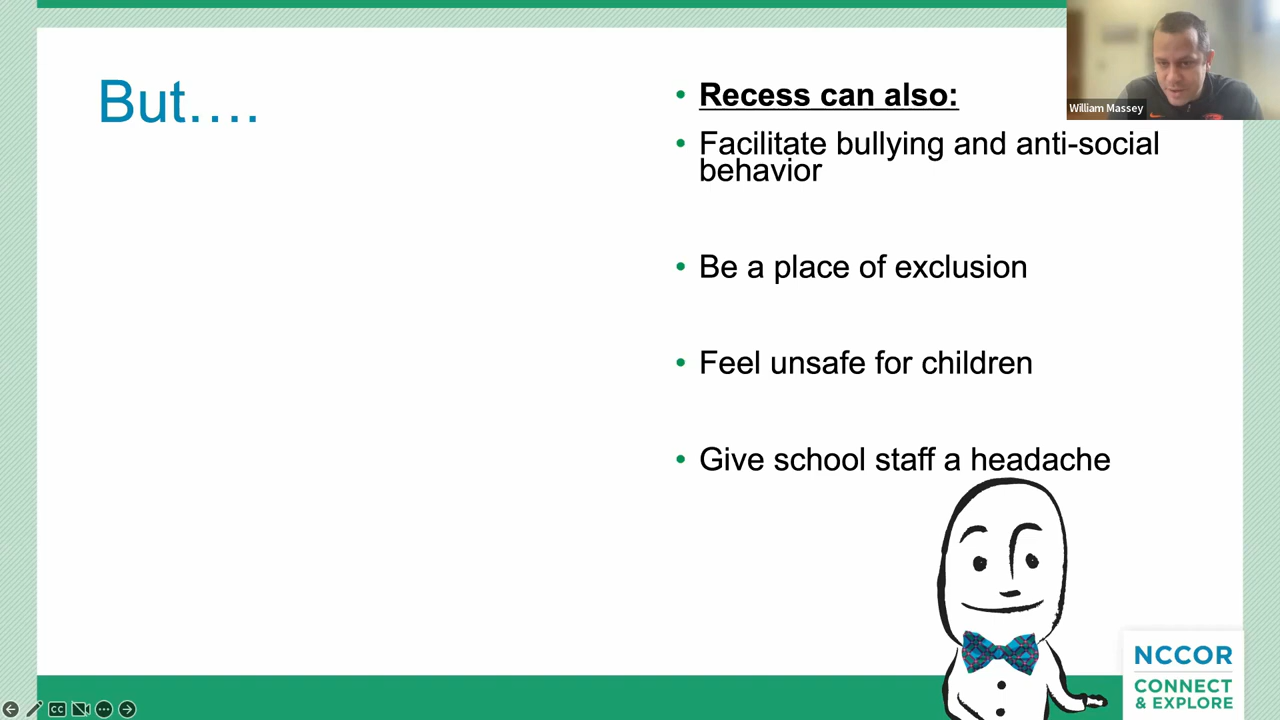 But....
Recess can also:
Facilitate bullying and anti-social
behavior
Be a place of exclusion
Feel unsafe for children
Give school staff a headache
William Massey
NCCOR
CONNECT
& EXPLORE
CC